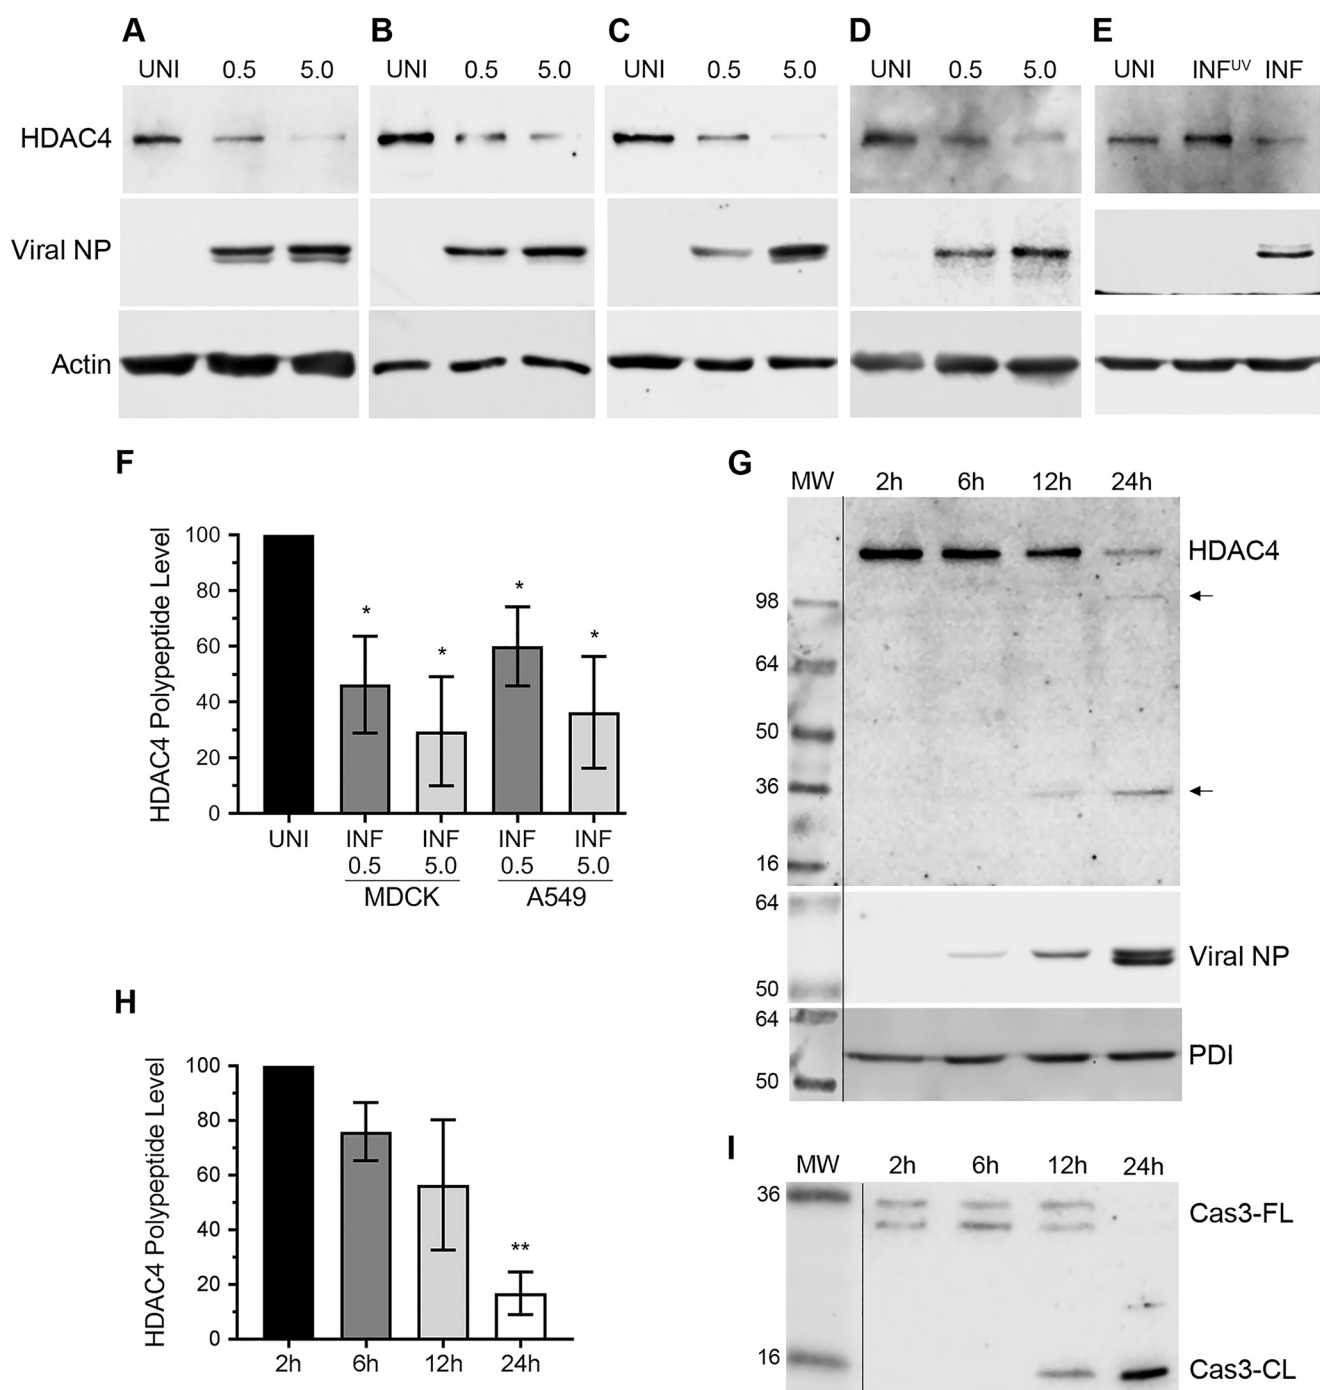 A B C D E
UNI 0.5 5.0 UNI 0.5 5.0 UNI 0.5 5.0 UNI 0.5 5.0 UNI INFᵁⱽ INF
HDAC4
Viral NP
Actin
F
HDAC4 Polypeptide Level
100
80
60
40
20
0
* * * *
UNI INF INF INF INF
0.5 5.0 0.5 5.0
MDCK A549
G
MW 2h 6h 12h 24h
HDAC4
98
64
50
36
16
64
Viral NP
50
64
PDI
50
H
HDAC4 Polypeptide Level
100
80
60
40
20
0
**
2h 6h 12h 24h
I
MW 2h 6h 12h 24h
36
Cas3-FL
16
Cas3-CL